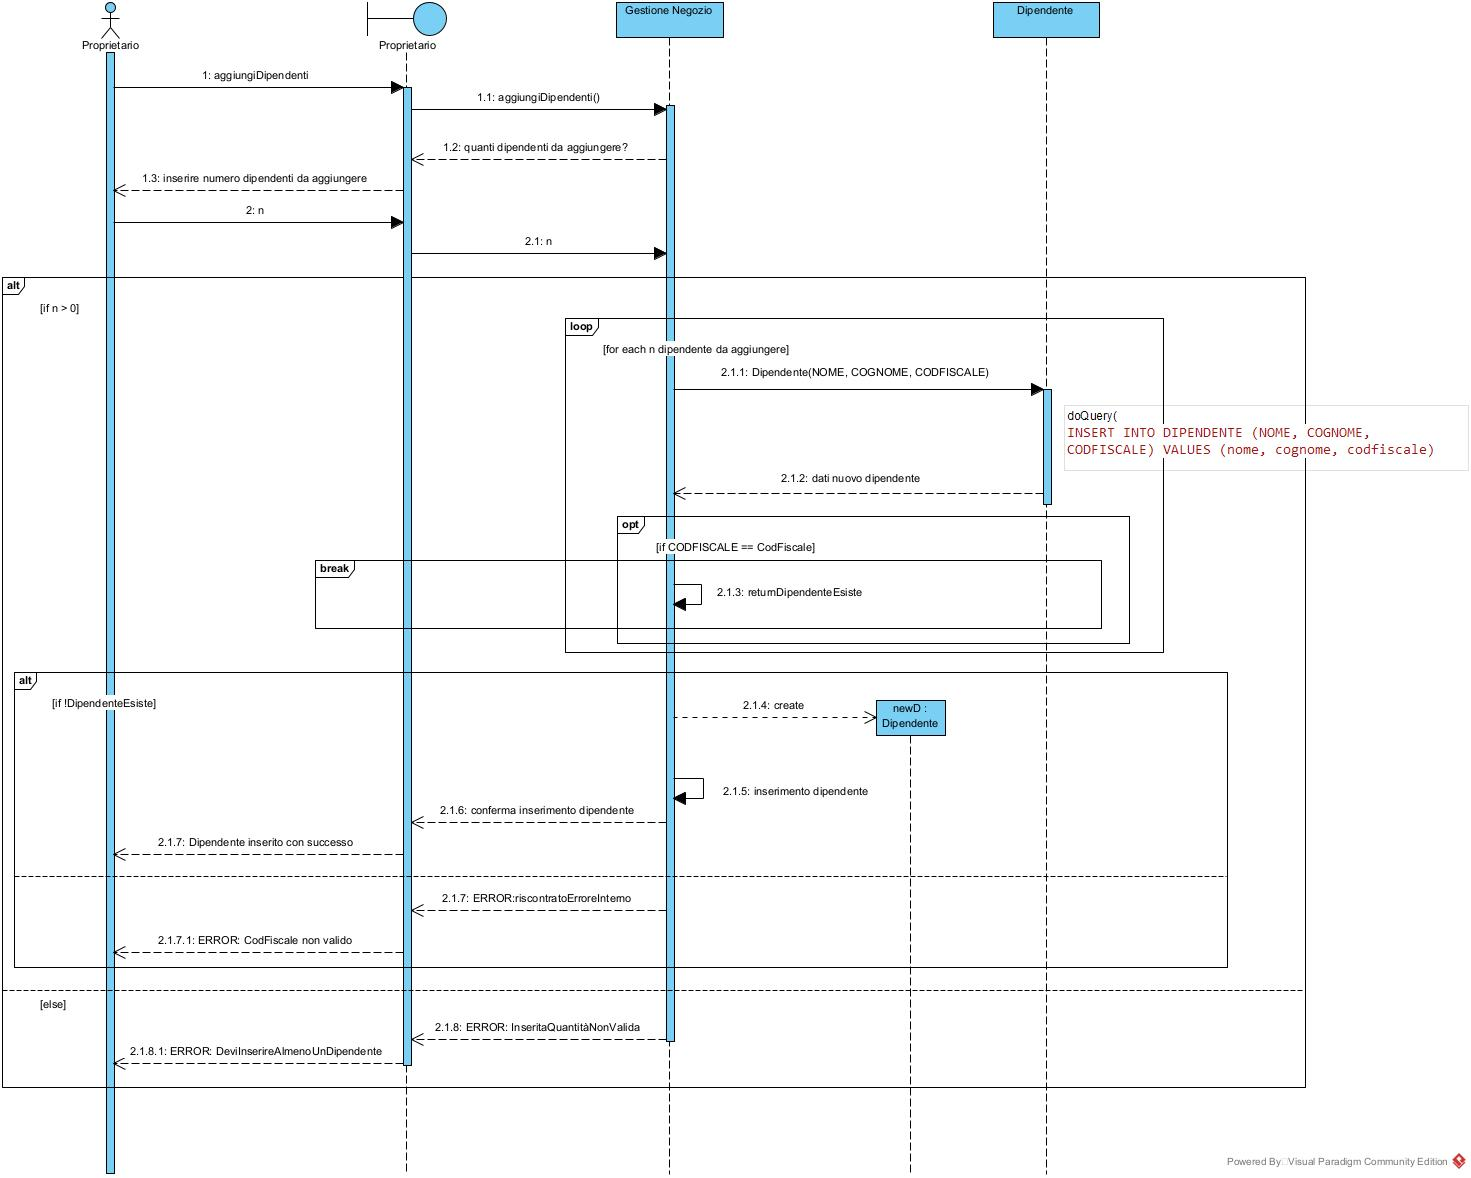 Proprietario
Proprietario
Gestione Negozio
Dipendente
1: aggiungiDipendenti
1.1: aggiungiDipendenti()
1.2: quanti dipendenti da aggiungere?
1.3: inserire numero dipendenti da aggiungere
2: n
2.1: n
alt
[if n > 0]
loop
[for each n dipendente da aggiungere]
2.1.1: Dipendente(NOME, COGNOME, CODFISCALE)
doQuery(
INSERT INTO DIPENDENTE (NOME, COGNOME,
CODFISCALE) VALUES (nome, cognome, codfiscale)
2.1.2: dati nuovo dipendente
opt
[if CODFISCALE == CodFiscale]
break
2.1.3: returnDipendenteEsiste
alt
[if !DipendenteEsiste]
2.1.4: create
newD :
Dipendente
2.1.5: inserimento dipendente
2.1.6: conferma inserimento dipendente
2.1.7: Dipendente inserito con successo
2.1.7: ERROR:riscontratoErroreInterno
2.1.7.1: ERROR: CodFiscale non valido
[else]
2.1.8: ERROR: InseritaQuantitàNonValida
2.1.8.1: ERROR: DeviInserireAlmenoUnDipendente
Powered By Visual Paradigm Community Edition